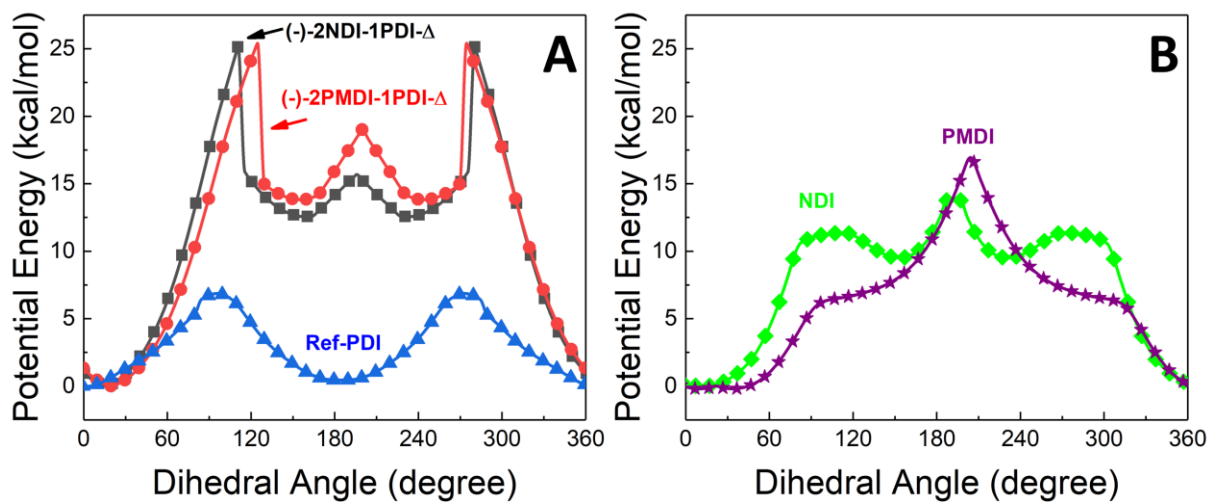 A
(-)-2NDI-1PDI-Δ
(-)-2PMDI-1PDI-Δ
Ref-PDI
Potential Energy (kcal/mol)
25
20
15
10
5
0
0 60 120 180 240 300 360
Dihedral Angle (degree)
B
PMDI
NDI
Potential Energy (kcal/mol)
25
20
15
10
5
0
0 60 120 180 240 300 360
Dihedral Angle (degree)